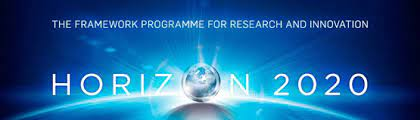 THE FRAMEWORK PROGRAMME FOR RESEARCH AND INNOVATION
HORIZON 2020